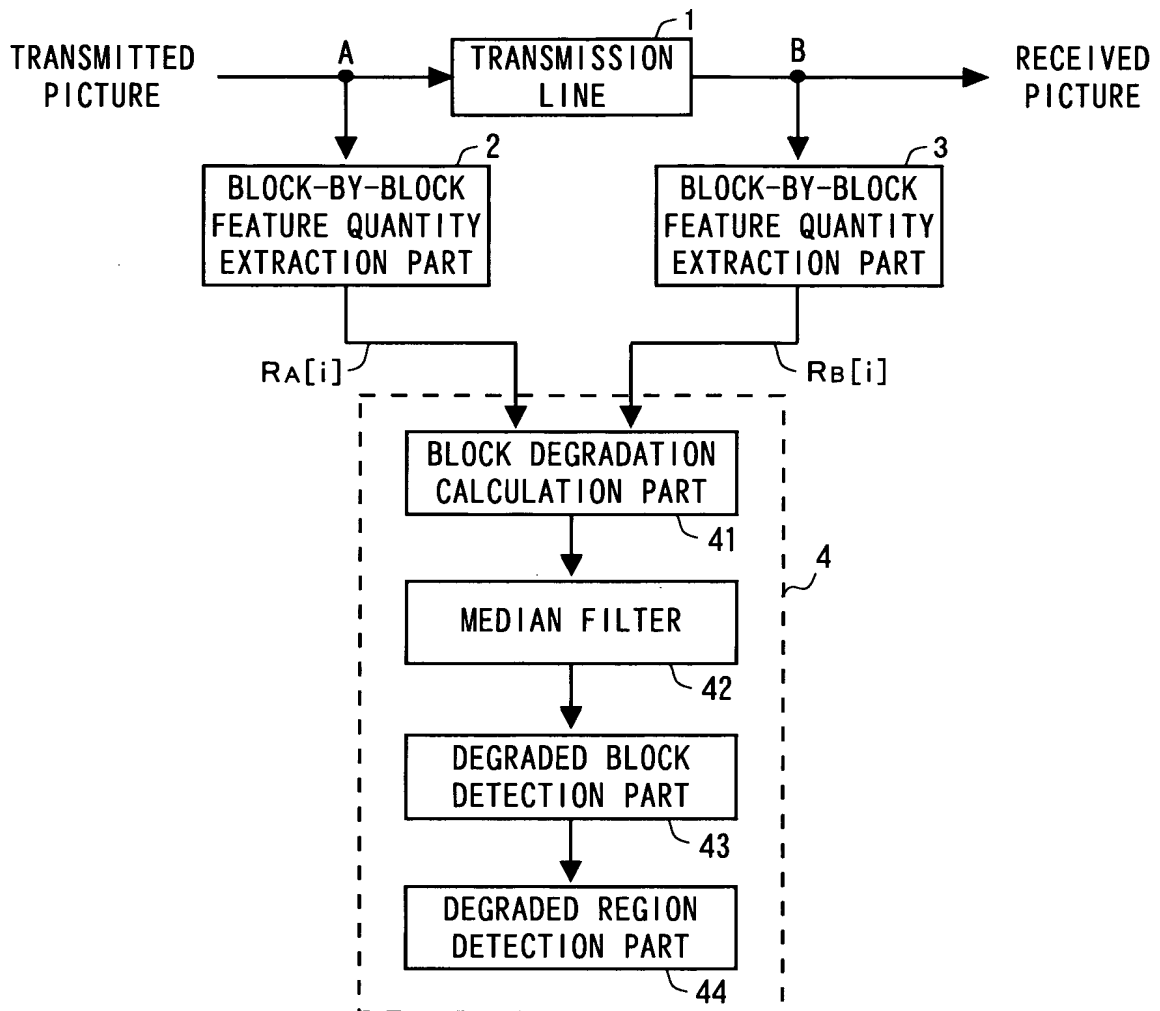 1
TRANSMITTED
PICTURE
A
TRANSMISSION
LINE
B
RECEIVED
PICTURE
2
BLOCK-BY-BLOCK
FEATURE QUANTITY
EXTRACTION PART
3
BLOCK-BY-BLOCK
FEATURE QUANTITY
EXTRACTION PART
RA[i]
RB[i]
BLOCK DEGRADATION
CALCULATION PART
41
4
MEDIAN FILTER
42
DEGRADED BLOCK
DETECTION PART
43
DEGRADED REGION
DETECTION PART
44